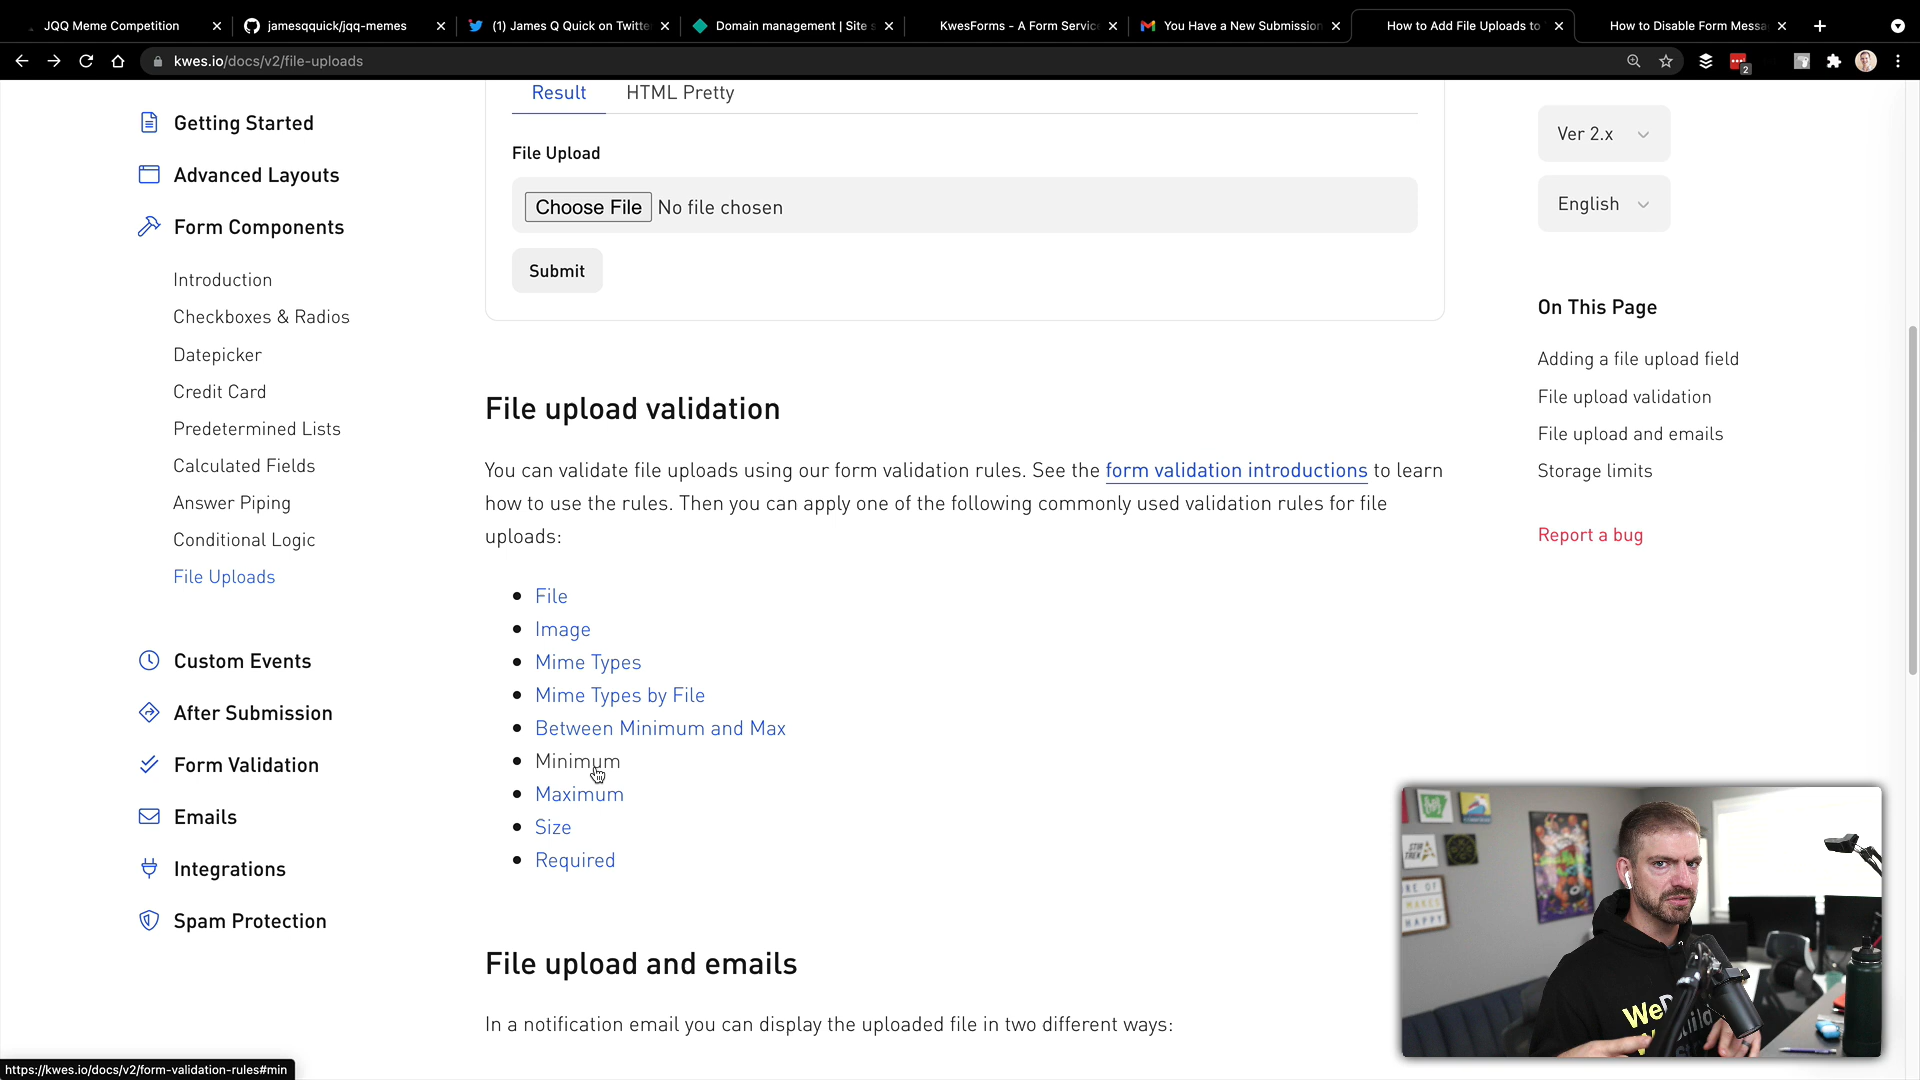 JQQ Meme Competition
jamesqquick/jqq-memes
(1) James Q Quick on Twitte
Domain management | Site s
KwesForms - A Form Servic
You Have a New Submission
How to Add File Uploads to
How to Disable Form Messa
kwes.io/docs/v2/file-uploads
2
Getting Started
Advanced Layouts
Form Components
Introduction
Checkboxes & Radios
Datepicker
Credit Card
Predetermined Lists
Calculated Fields
Answer Piping
Conditional Logic
File Uploads
Custom Events
After Submission
Form Validation
Emails
Integrations
Spam Protection
Result HTML Pretty
File Upload
Choose File No file chosen
Submit
File upload validation
You can validate file uploads using our form validation rules. See the form validation introductions to learn
how to use the rules. Then you can apply one of the following commonly used validation rules for file
uploads:
File
Image
Mime Types
Mime Types by File
Between Minimum and Max
Minimum
Maximum
Size
Required
File upload and emails
In a notification email you can display the uploaded file in two different ways:
Ver 2.x
English
On This Page
Adding a file upload field
File upload validation
File upload and emails
Storage limits
Report a bug
STAR
TREK
MAKES
HAPPY
https://kwes.io/docs/v2/form-validation-rules#min